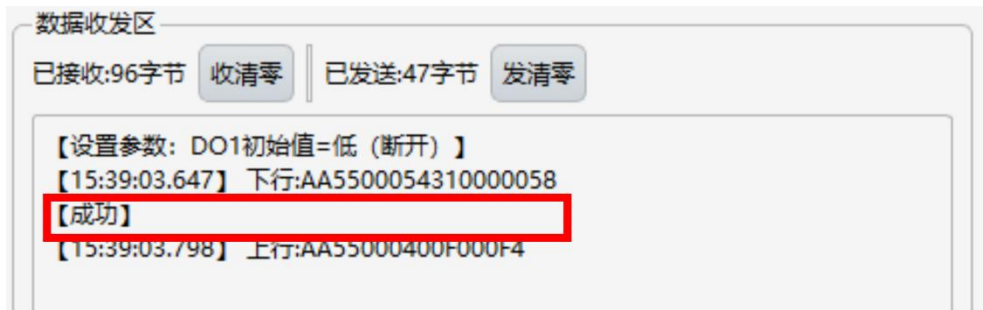 数据收发区
已接收:96字节 收清零 已发送:47字节 发清零
【设置参数：DO1初始值=低（断开）】
【15:39:03.647】 下行:AA5500054310000058
【成功】
【15:39:03.798】 上行:AA55000400F000F4